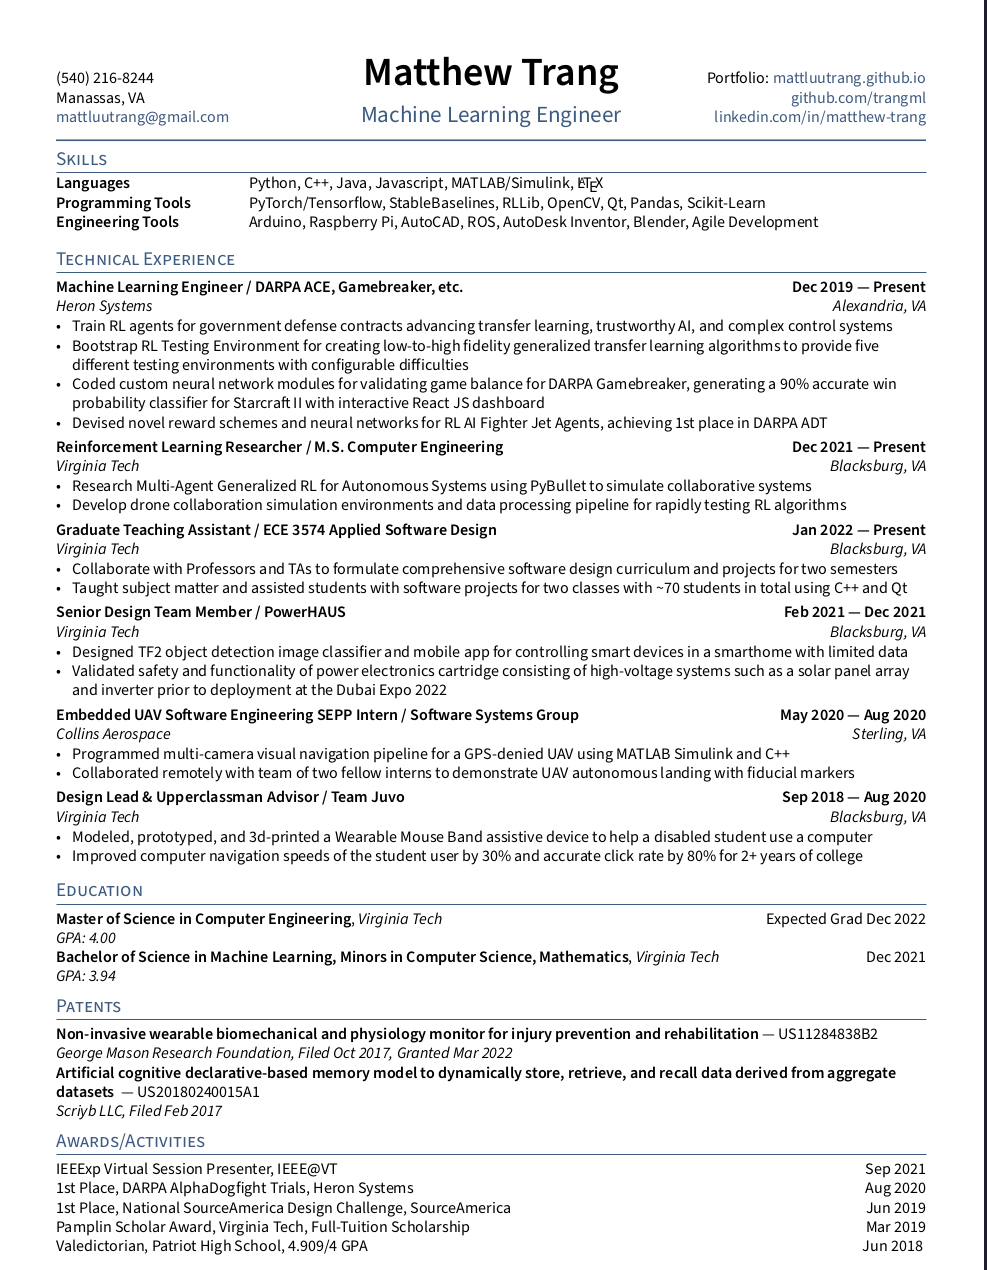 Matthew Trang
Machine Learning Engineer
(540) 216-8244
Manassas, VA
mattluutrang@gmail.com
Portfolio: mattluutrang.github.io
github.com/trangml
linkedin.com/in/matthew-trang
Skills
Languages Python, C++, Java, Javascript, MATLAB/Simulink, LATEX
Programming Tools PyTorch/Tensorflow, StableBaselines, RLLib, OpenCV, Qt, Pandas, Scikit-Learn
Engineering Tools Arduino, Raspberry Pi, AutoCAD, ROS, AutoDesk Inventor, Blender, Agile Development
Technical Experience
Machine Learning Engineer / DARPA ACE, Gamebreaker, etc. Dec 2019 — Present
Heron Systems Alexandria, VA
• Train RL agents for government defense contracts advancing transfer learning, trustworthy AI, and complex control systems
• Bootstrap RL Testing Environment for creating low-to-high fidelity generalized transfer learning algorithms to provide five
different testing environments with configurable difficulties
• Coded custom neural network modules for validating game balance for DARPA Gamebreaker, generating a 90% accurate win
probability classifier for Starcraft II with interactive React JS dashboard
• Devised novel reward schemes and neural networks for RL AI Fighter Jet Agents, achieving 1st place in DARPA ADT
Reinforcement Learning Researcher / M.S. Computer Engineering Dec 2021 — Present
Virginia Tech Blacksburg, VA
• Research Multi-Agent Generalized RL for Autonomous Systems using PyBullet to simulate collaborative systems
• Develop drone collaboration simulation environments and data processing pipeline for rapidly testing RL algorithms
Graduate Teaching Assistant / ECE 3574 Applied Software Design Jan 2022 — Present
Virginia Tech Blacksburg, VA
• Collaborate with Professors and TAs to formulate comprehensive software design curriculum and projects for two semesters
• Taught subject matter and assisted students with software projects for two classes with ~70 students in total using C++ and Qt
Senior Design Team Member / PowerHAUS Feb 2021 — Dec 2021
Virginia Tech Blacksburg, VA
• Designed TF2 object detection image classifier and mobile app for controlling smart devices in a smarthome with limited data
• Validated safety and functionality of power electronics cartridge consisting of high-voltage systems such as a solar panel array
and inverter prior to deployment at the Dubai Expo 2022
Embedded UAV Software Engineering SEPP Intern / Software Systems Group May 2020 — Aug 2020
Collins Aerospace Sterling, VA
• Programmed multi-camera visual navigation pipeline for a GPS-denied UAV using MATLAB Simulink and C++
• Collaborated remotely with team of two fellow interns to demonstrate UAV autonomous landing with fiducial markers
Design Lead & Upperclassman Advisor / Team Juvo Sep 2018 — Aug 2020
Virginia Tech Blacksburg, VA
• Modeled, prototyped, and 3d-printed a Wearable Mouse Band assistive device to help a disabled student use a computer
• Improved computer navigation speeds of the student user by 30% and accurate click rate by 80% for 2+ years of college
Education
Master of Science in Computer Engineering, Virginia Tech Expected Grad Dec 2022
GPA: 4.00
Bachelor of Science in Machine Learning, Minors in Computer Science, Mathematics, Virginia Tech Dec 2021
GPA: 3.94
Patents
Non-invasive wearable biomechanical and physiology monitor for injury prevention and rehabilitation — US11284838B2
George Mason Research Foundation, Filed Oct 2017, Granted Mar 2022
Artificial cognitive declarative-based memory model to dynamically store, retrieve, and recall data derived from aggregate
datasets — US20180240015A1
Scriyb LLC, Filed Feb 2017
Awards/Activities
IEEExp Virtual Session Presenter, IEEE@VT Sep 2021
1st Place, DARPA AlphaDogfight Trials, Heron Systems Aug 2020
1st Place, National SourceAmerica Design Challenge, SourceAmerica Jun 2019
Pamplin Scholar Award, Virginia Tech, Full-Tuition Scholarship Mar 2019
Valedictorian, Patriot High School, 4.909/4 GPA Jun 2018